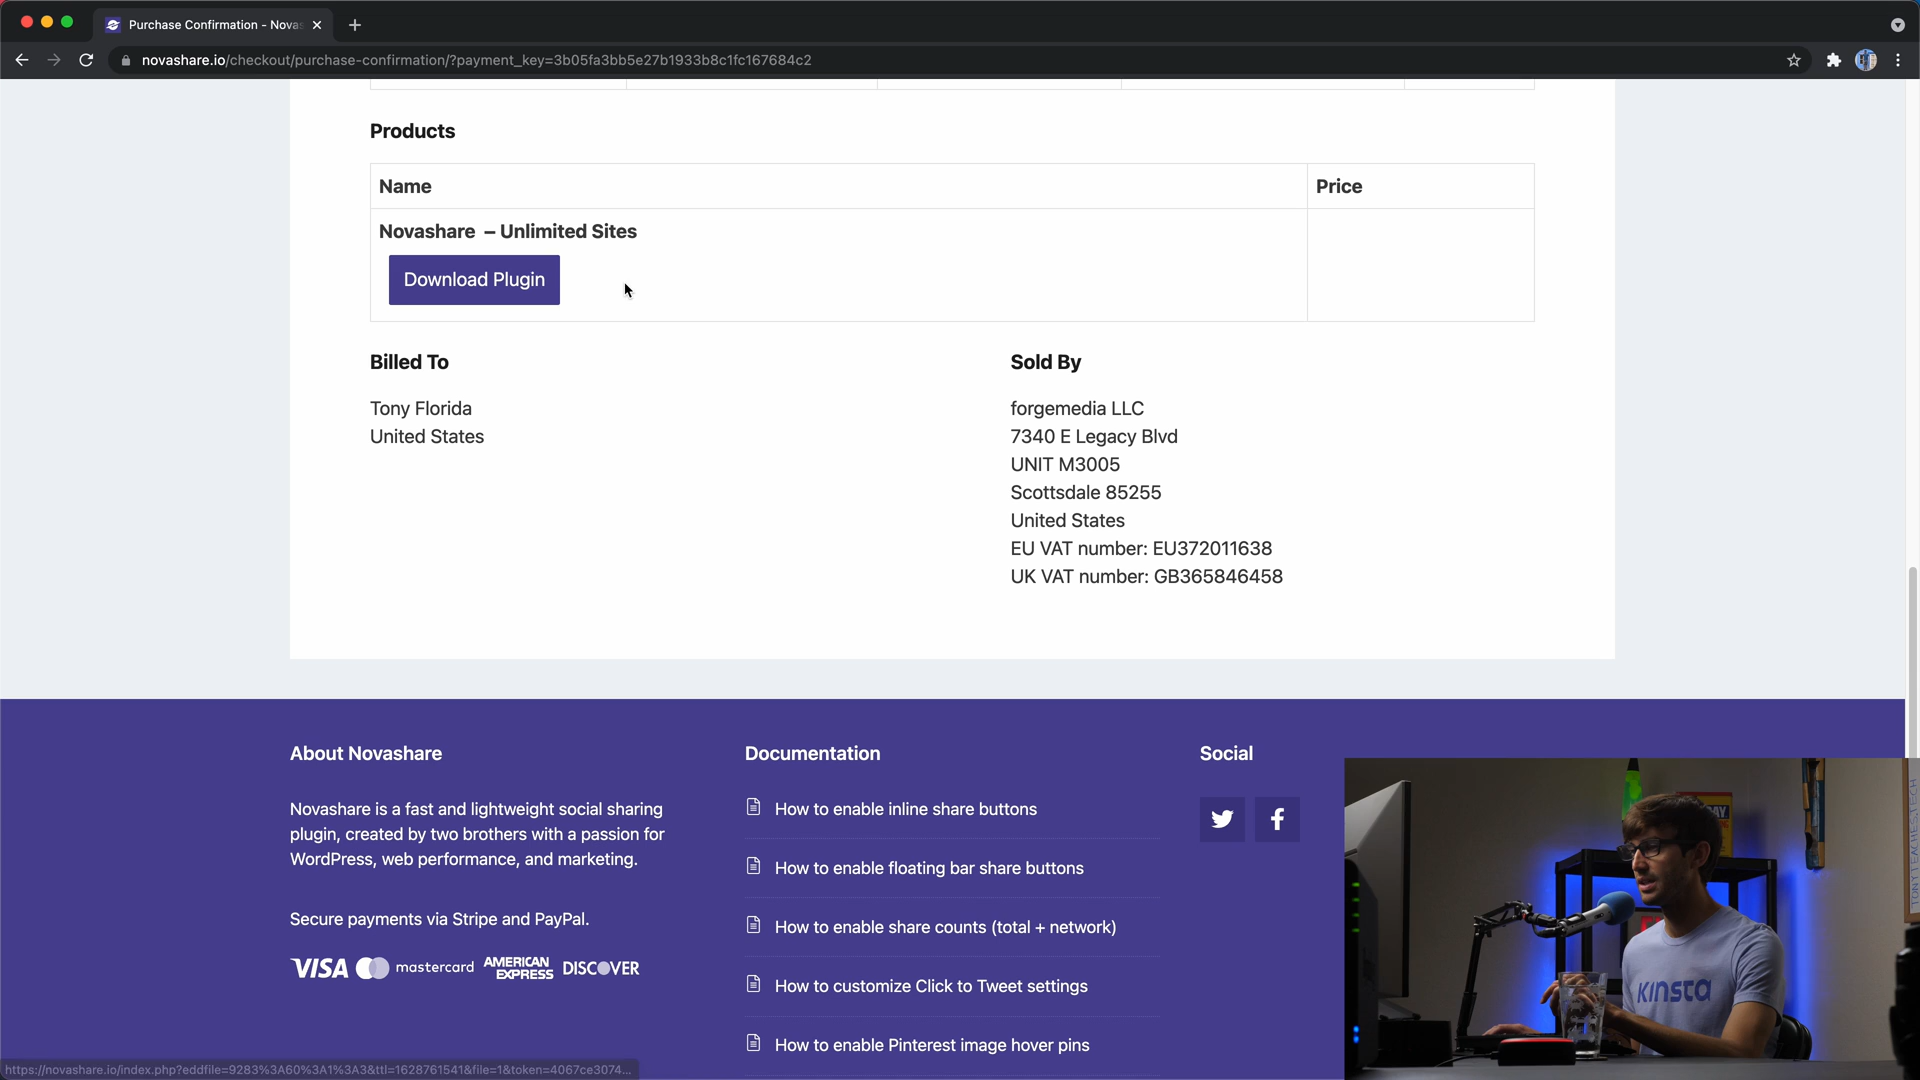 Purchase Confirmation - Novas
novashare.io/checkout/purchase-confirmation/?payment_key=3b05fa3bb5e27b1933b8c1fc167684c2
Products
Name
Price
Novashare – Unlimited Sites
Download Plugin
Billed To
Tony Florida
United States
Sold By
forgemedia LLC
7340 E Legacy Blvd
UNIT M3005
Scottsdale 85255
United States
EU VAT number: EU372011638
UK VAT number: GB365846458
About Novashare
Novashare is a fast and lightweight social sharing
plugin, created by two brothers with a passion for
WordPress, web performance, and marketing.
Secure payments via Stripe and PayPal.
VISA mastercard AMERICAN EXPRESS DISCOVER
Documentation
How to enable inline share buttons
How to enable floating bar share buttons
How to enable share counts (total + network)
How to customize Click to Tweet settings
How to enable Pinterest image hover pins
Social
KINSTA
https://novashare.io/index.php?eddfile=9283%3A60%3A1%3A3&ttl=1628761541&file=1&token=4067ce3074...